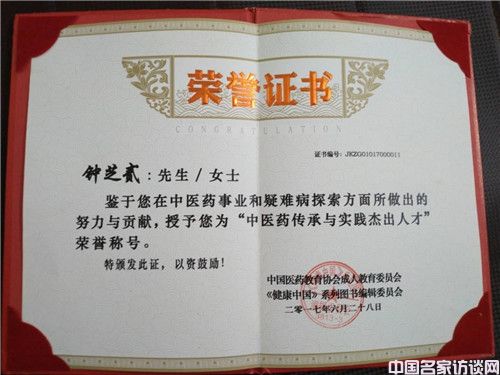 荣誉证书
CONGRATULATION
证书编号：JKZG01017000011
钟芝贰：先生/女士
鉴于您在中医药事业和疑难病探索方面所做出的
努力与贡献，授予您为“中医药传承与实践杰出人才”
荣誉称号。
特颁发此证，以资鼓励！
中国医药教育协会成人教育委员会
《健康中国》系列图书编辑委员会
二零一七年六月二十八日
中国名家访谈网